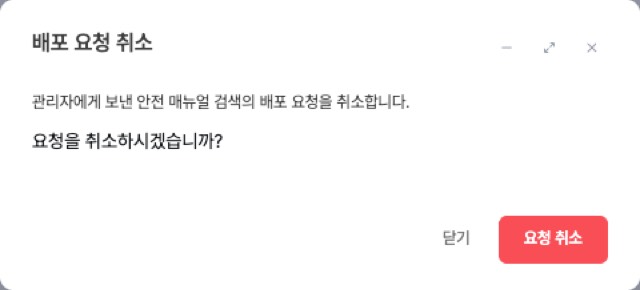 배포 요청 취소
관리자에게 보낸 안전 매뉴얼 검색의 배포 요청을 취소합니다.
요청을 취소하시겠습니까?
닫기
요청 취소